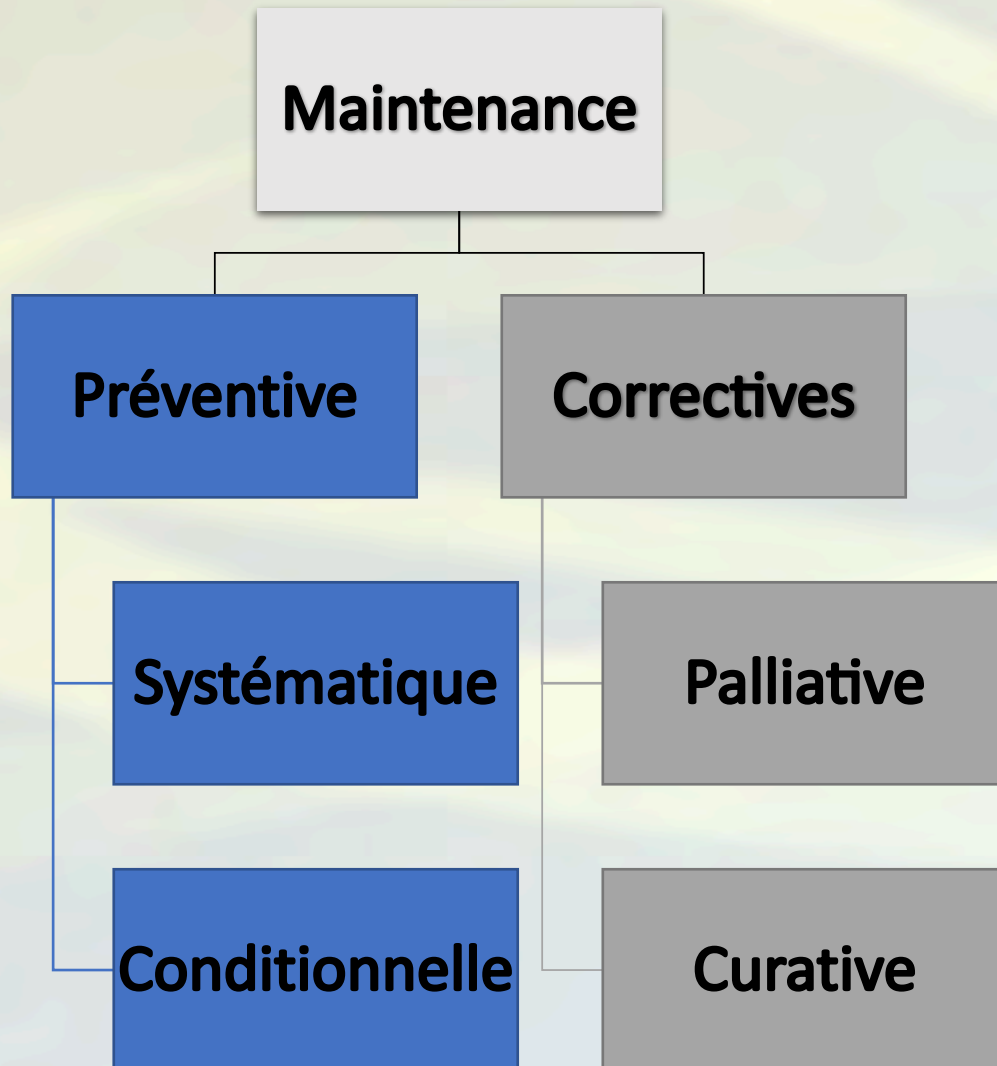 Maintenance
Préventive
Correctives
Systématique
Palliative
Conditionnelle
Curative